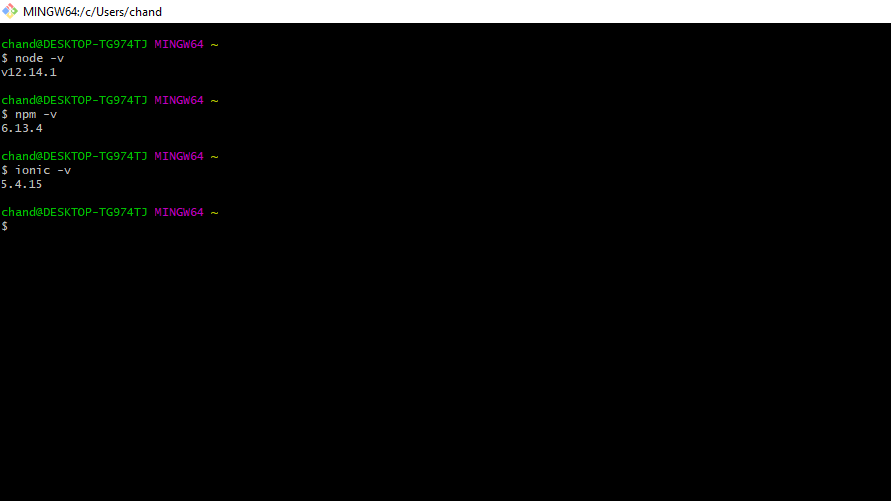 MINGW64:/c/Users/chand
chand@DESKTOP-TG974TJ MINGW64 ~
$ node -v
v12.14.1
chand@DESKTOP-TG974TJ MINGW64 ~
$ npm -v
6.13.4
chand@DESKTOP-TG974TJ MINGW64 ~
$ ionic -v
5.4.15
chand@DESKTOP-TG974TJ MINGW64 ~
$